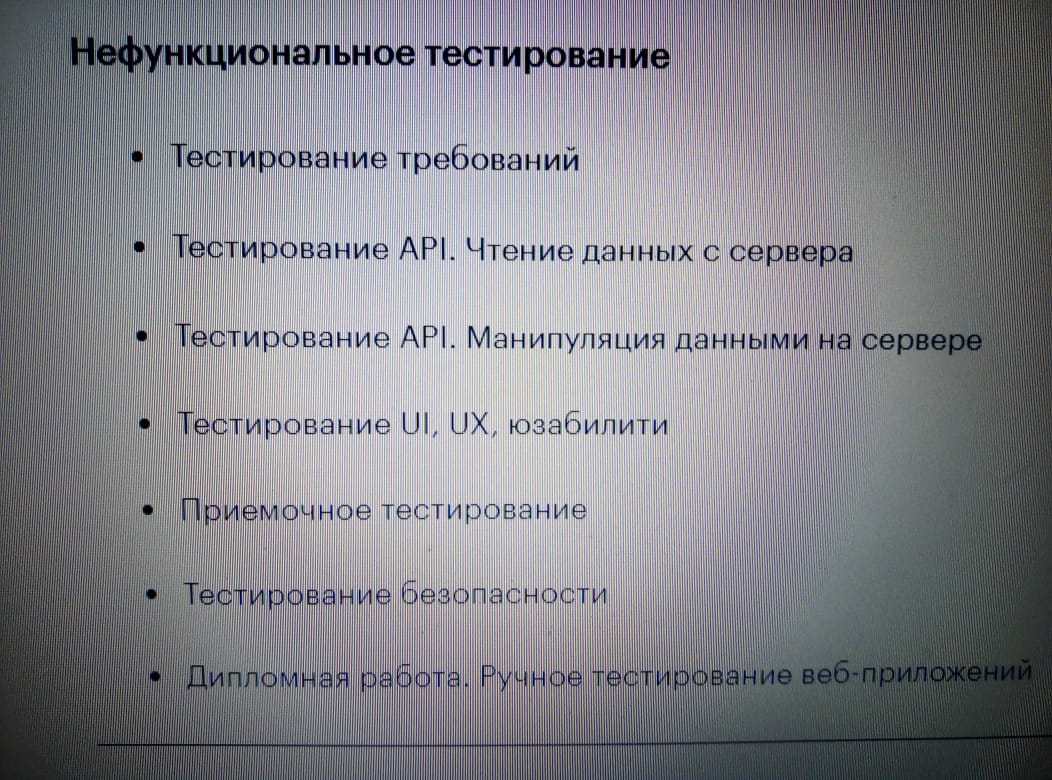 Нефункциональное тестирование
• Тестирование требований
• Тестирование API. Чтение данных с сервера
• Тестирование API. Манипуляция данными на сервере
• Тестирование UI, UX, юзабилити
• Приемочное тестирование
• Тестирование безопасности
• Дипломная работа. Ручное тестирование веб-приложений